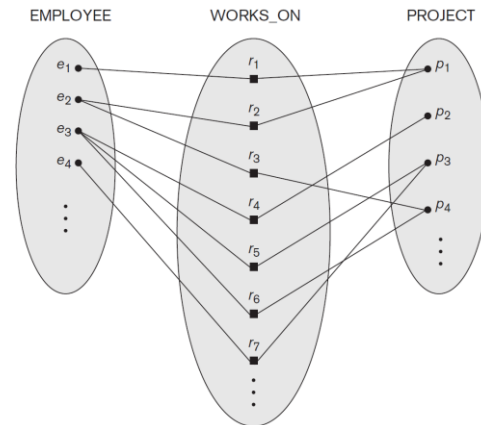 EMPLOYEE
WORKS_ON
PROJECT
e1
e2
e3
e4
r1
r2
r3
r4
r5
r6
r7
p1
p2
p3
p4